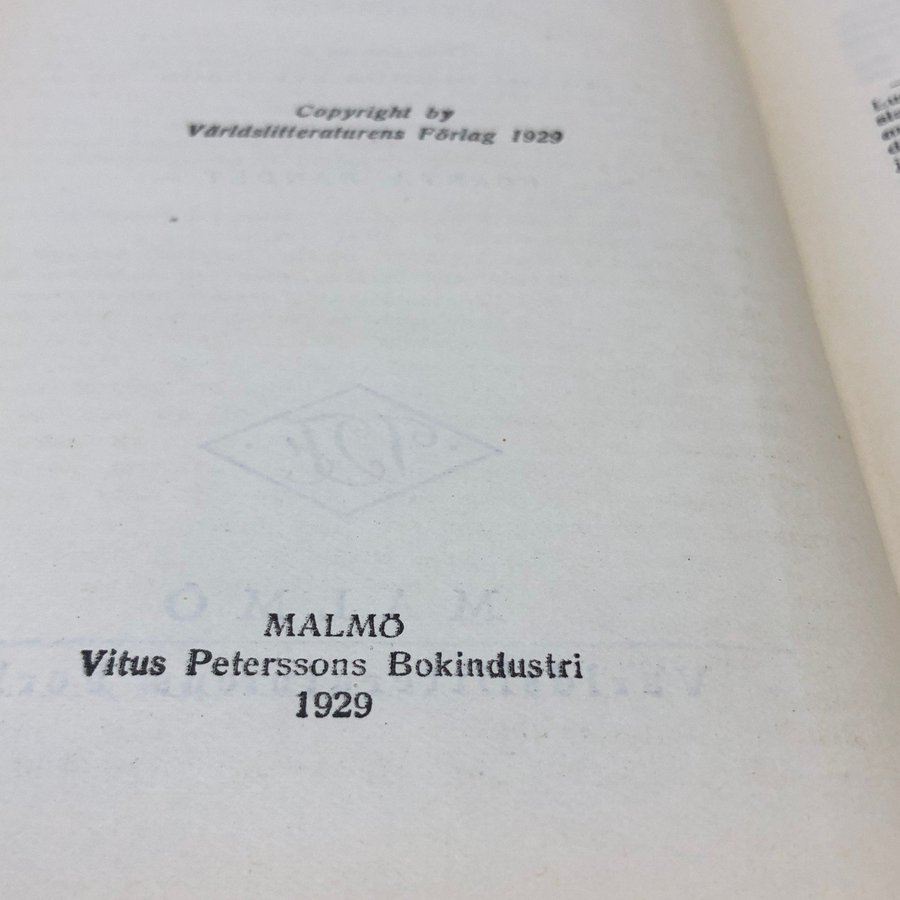 Copyright by
Världslitteraturens Förlag 1929
MALMÖ
Vitus Peterssons Bokindustri
1929